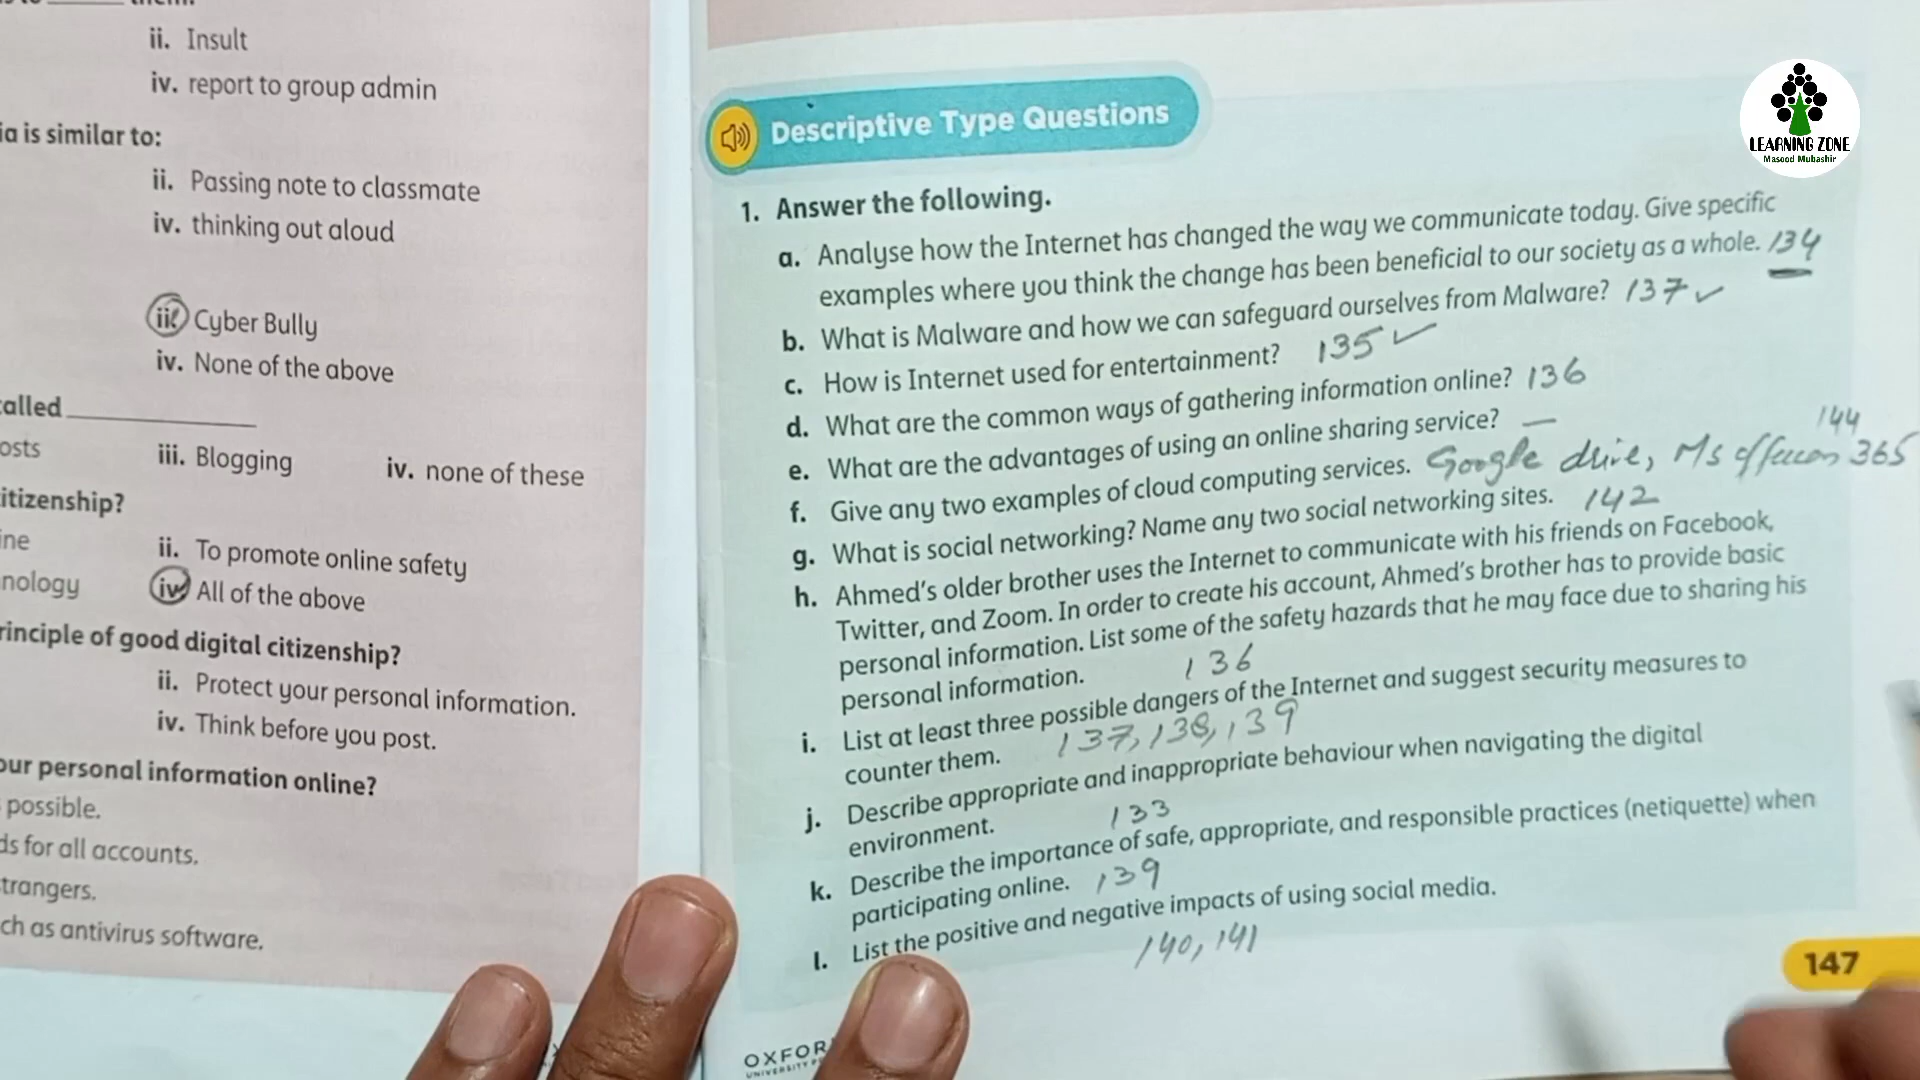 ii. Insult
iv. report to group admin
is similar to:
ii. Passing note to classmate
iv. thinking out aloud
iii. Cyber Bully
iv. None of the above
called ________
osts iii. Blogging iv. none of these
itizenship?
ine ii. To promote online safety
nology iv. All of the above
rinciple of good digital citizenship?
ii. Protect your personal information.
iv. Think before you post.
our personal information online?
possible.
ds for all accounts.
trangers.
ch as antivirus software.
Descriptive Type Questions
1. Answer the following.
a. Analyse how the Internet has changed the way we communicate today. Give specific
examples where you think the change has been beneficial to our society as a whole. 134
b. What is Malware and how we can safeguard ourselves from Malware? 137 ✓
c. How is Internet used for entertainment? 135 ✓
d. What are the common ways of gathering information online? 136
e. What are the advantages of using an online sharing service? — 144
f. Give any two examples of cloud computing services. Google drive, Ms 365
g. What is social networking? Name any two social networking sites. 142
h. Ahmed's older brother uses the Internet to communicate with his friends on Facebook,
Twitter, and Zoom. In order to create his account, Ahmed's brother has to provide basic
personal information. List some of the safety hazards that he may face due to sharing his
personal information. 136
i. List at least three possible dangers of the Internet and suggest security measures to
counter them. 137, 138, 139
j. Describe appropriate and inappropriate behaviour when navigating the digital
environment. 133
k. Describe the importance of safe, appropriate, and responsible practices (netiquette) when
participating online. 139
l. List the positive and negative impacts of using social media.
140, 141
147
OXFOR
UNIVERSITY P
LEARNING ZONE
Masood Mubashir